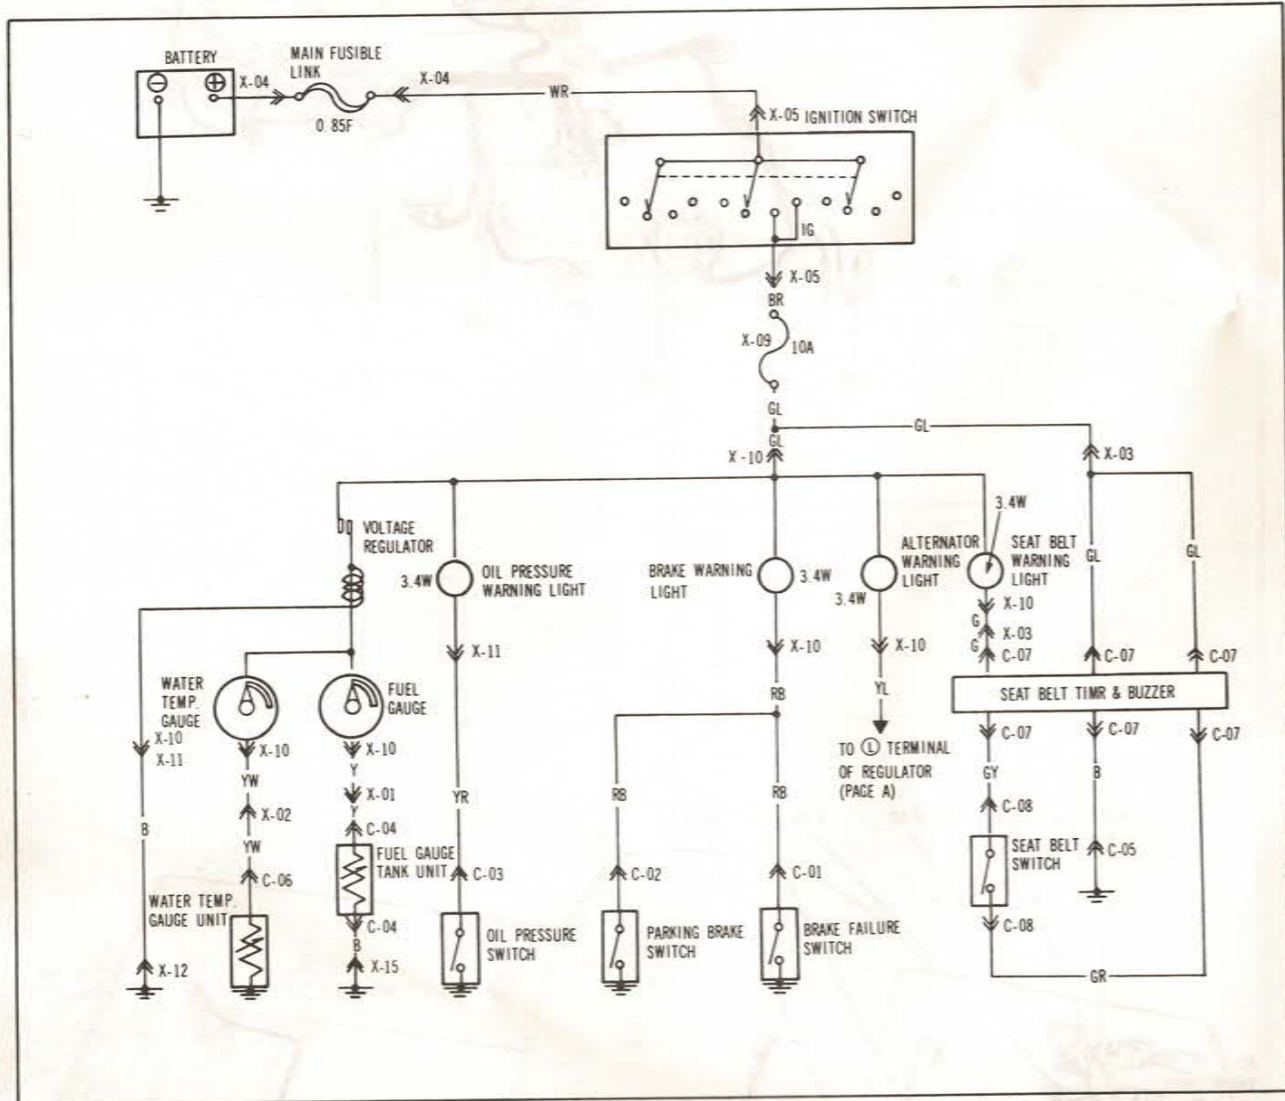 BATTERY
MAIN FUSIBLE
LINK
X-04
X-04
0.85F
WR
X-05 IGNITION SWITCH
IG
X-05
BR
X-09
10A
GL
GL
GL
X-10
X-03
VOLTAGE
REGULATOR
3.4W
OIL PRESSURE
WARNING LIGHT
BRAKE WARNING
LIGHT
3.4W
ALTERNATOR
WARNING
LIGHT
3.4W
3.4W
SEAT BELT
WARNING
LIGHT
GL
GL
X-10
G
X-03
G
C-07
C-07
C-07
X-11
X-10
X-10
WATER
TEMP.
GAUGE
FUEL
GAUGE
SEAT BELT TIMR & BUZZER
RB
YL
X-10
X-11
X-10
X-10
C-07
C-07
C-07
TO Ⓛ TERMINAL
OF REGULATOR
(PAGE A)
YW
Y
X-01
YR
RB
RB
GY
B
X-02
Y
C-08
B
YW
C-04
FUEL GAUGE
TANK UNIT
SEAT BELT
SWITCH
C-05
C-06
C-03
C-02
C-01
WATER TEMP.
GAUGE UNIT
C-04
C-08
OIL PRESSURE
SWITCH
PARKING BRAKE
SWITCH
BRAKE FAILURE
SWITCH
B
X-12
X-15
GR